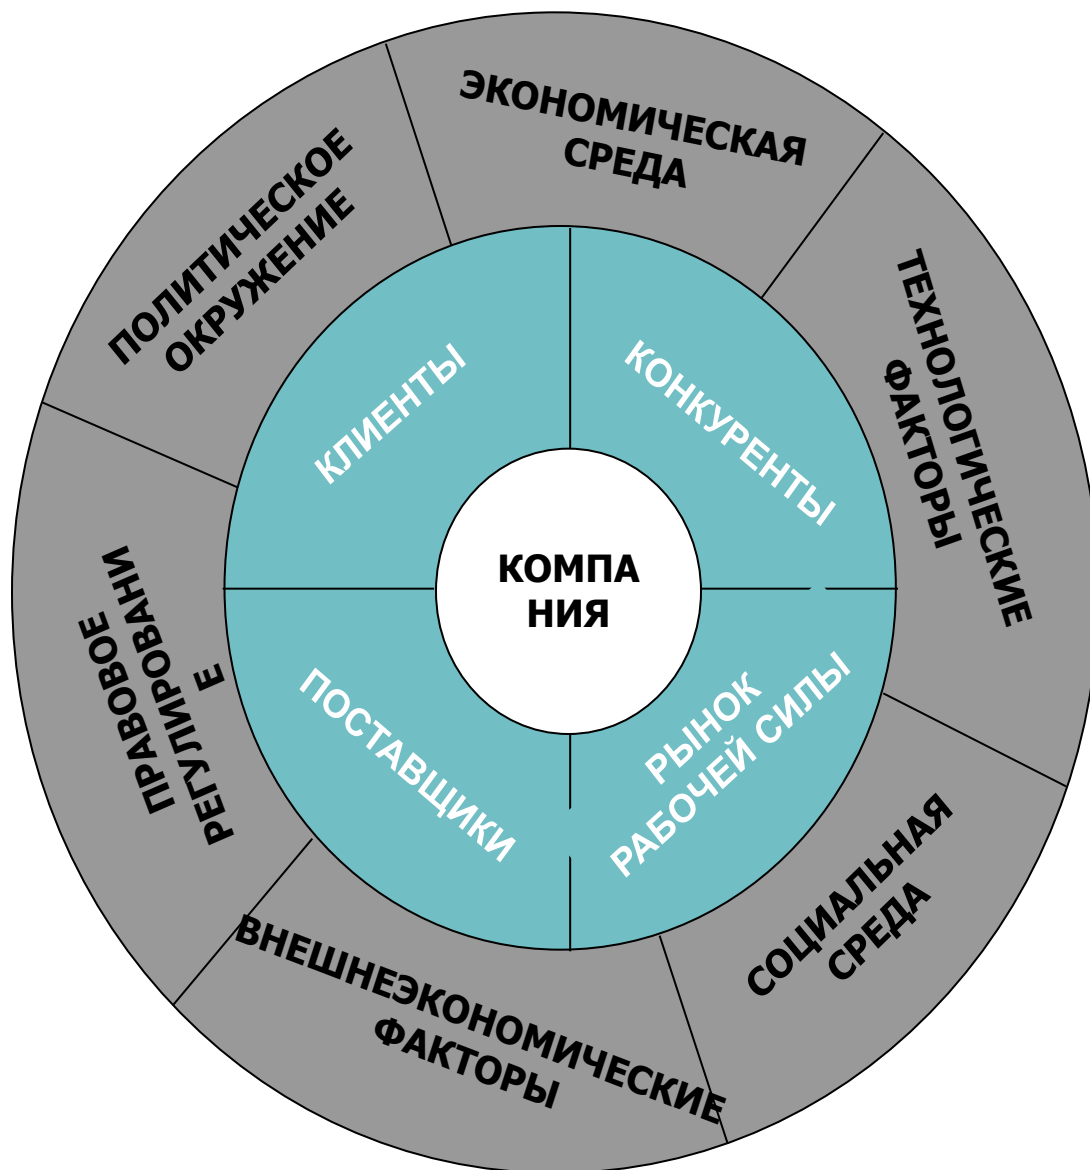 ЭКОНОМИЧЕСКАЯ
СРЕДА
ПОЛИТИЧЕСКОЕ
ОКРУЖЕНИЕ
ТЕХНОЛОГИЧЕСКИЕ
ФАКТОРЫ
КЛИЕНТЫ
КОНКУРЕНТЫ
КОМПА
НИЯ
ПРАВОВОЕ
РЕГУЛИРОВАНИ
Е
ПОСТАВЩИКИ
РЫНОК
РАБОЧЕЙ СИЛЫ
СОЦИАЛЬНАЯ
СРЕДА
ВНЕШНЕЭКОНОМИЧЕСКИЕ
ФАКТОРЫ